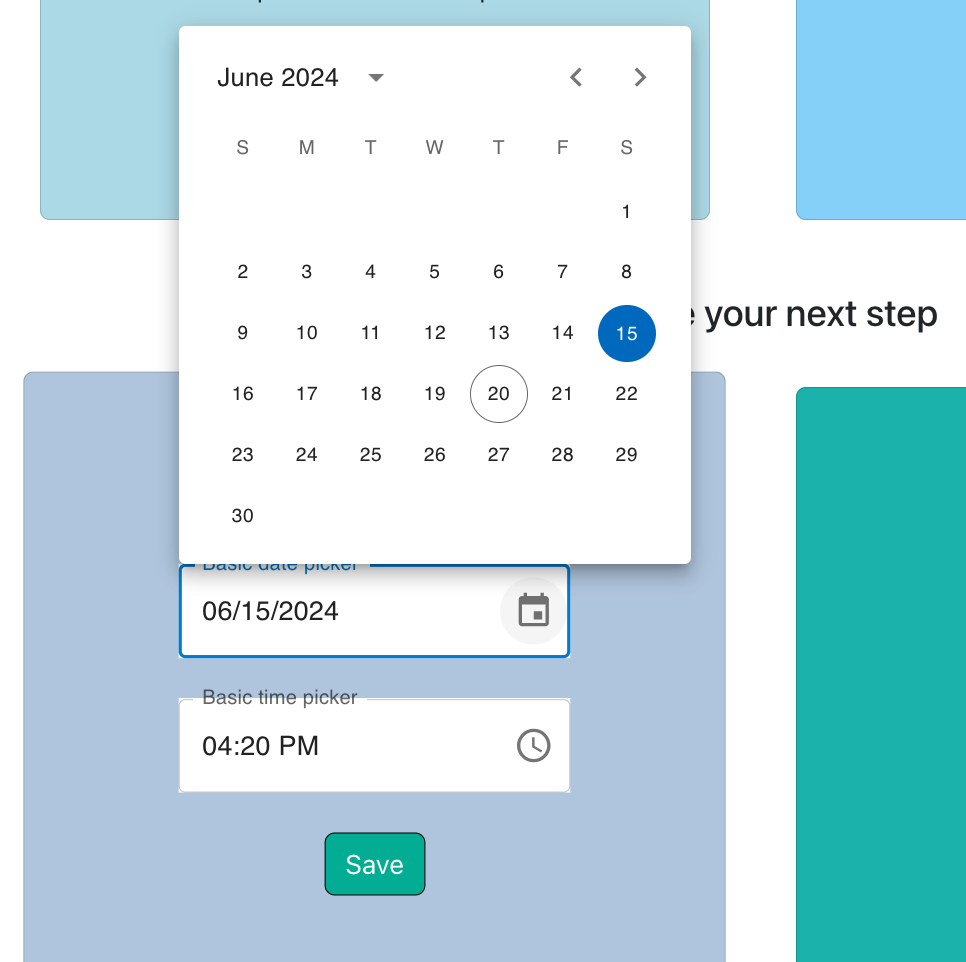 June 2024
S M T W T F S
1
2 3 4 5 6 7 8
9 10 11 12 13 14 15
your next step
16 17 18 19 20 21 22
23 24 25 26 27 28 29
30
Basic date picker
06/15/2024
Basic time picker
04:20 PM
Save